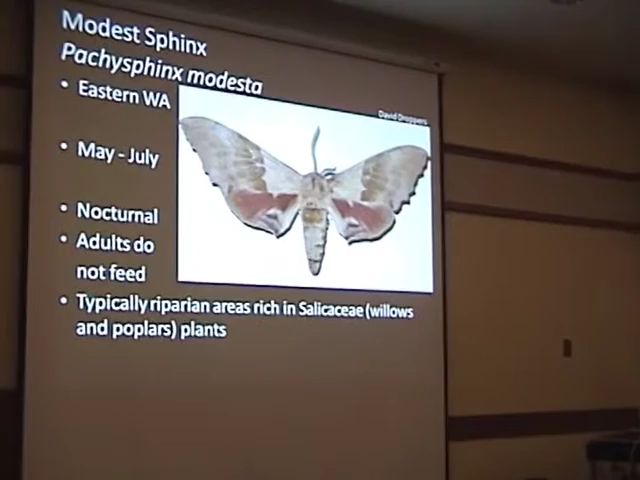 Modest Sphinx
Pachysphinx modesta
• Eastern WA
David Droppers
• May - July
• Nocturnal
• Adults do
not feed
• Typically riparian areas rich in Salicaceae (willows
and poplars) plants